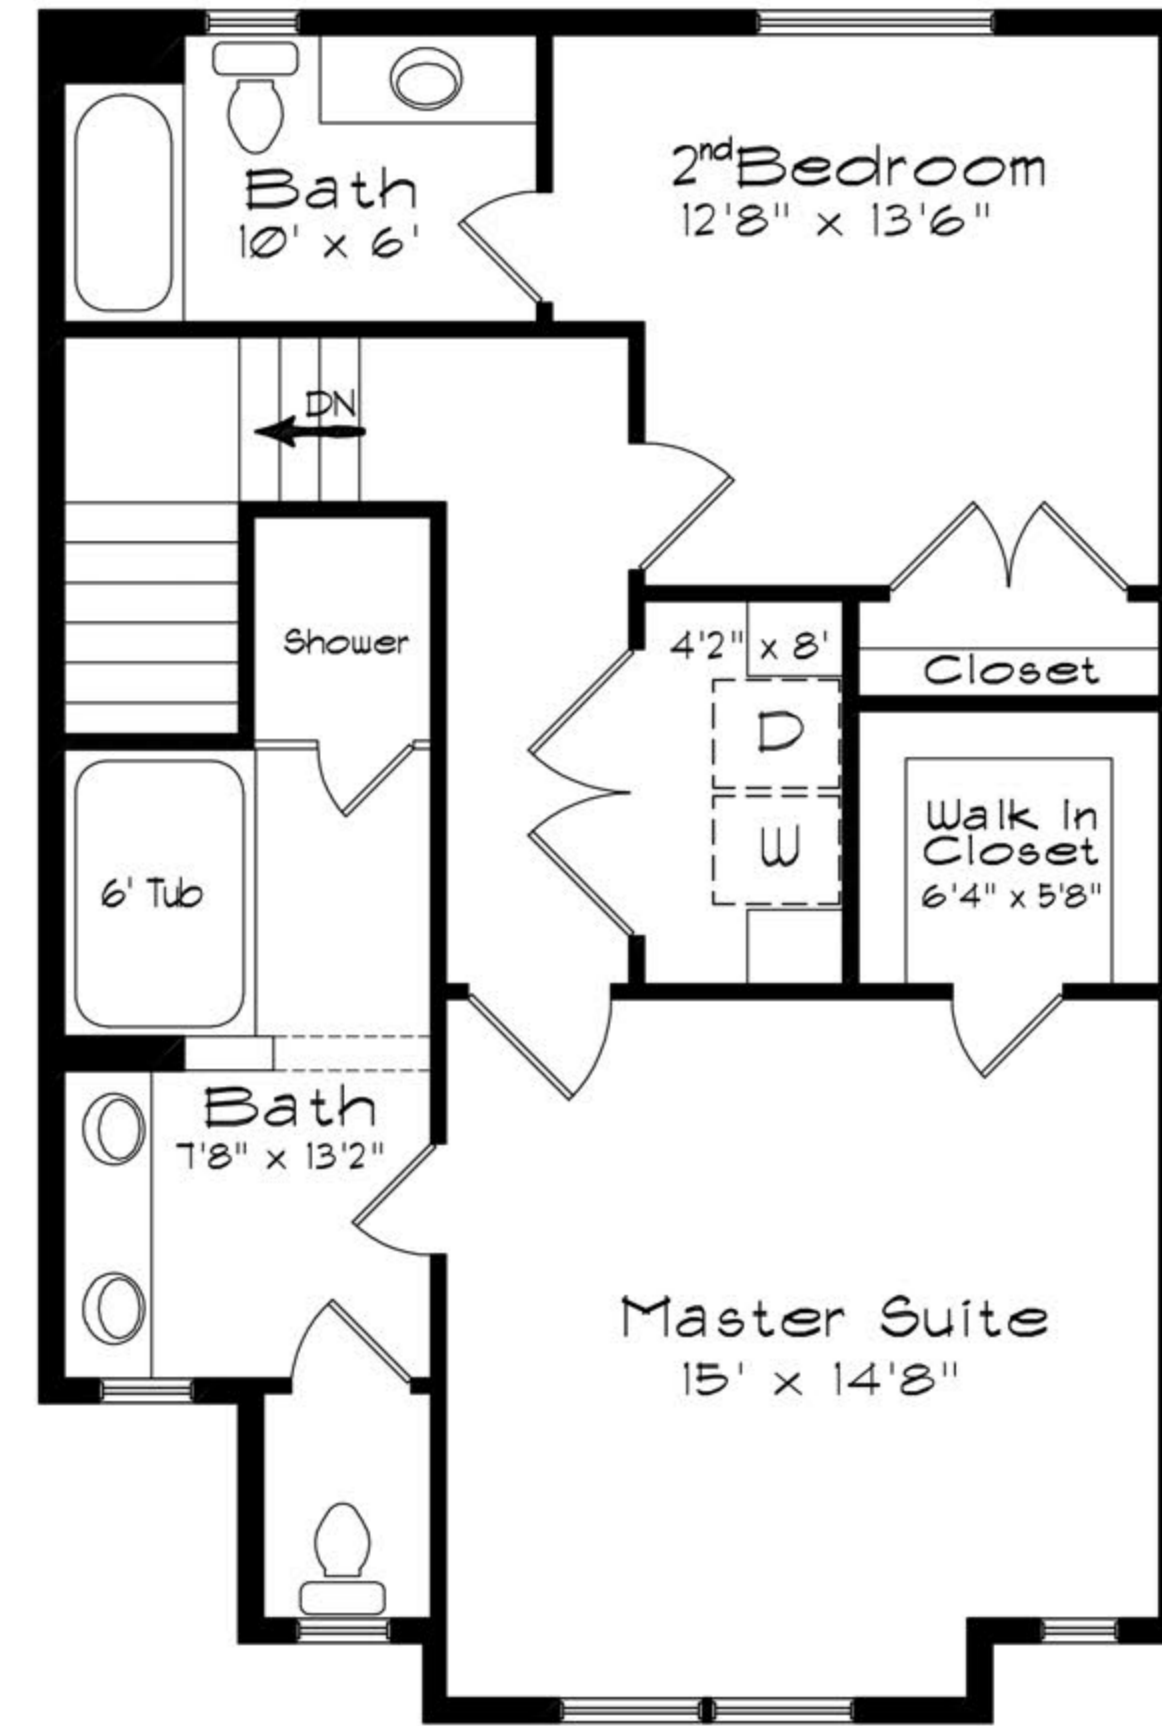 Bath
10' x 6'
2nd Bedroom
12'8" x 13'6"
DN
Shower
4'2" x 8'
D
W
Closet
Walk In
Closet
6'4" x 5'8"
6' Tub
Bath
7'8" x 13'2"
Master Suite
15' x 14'8"